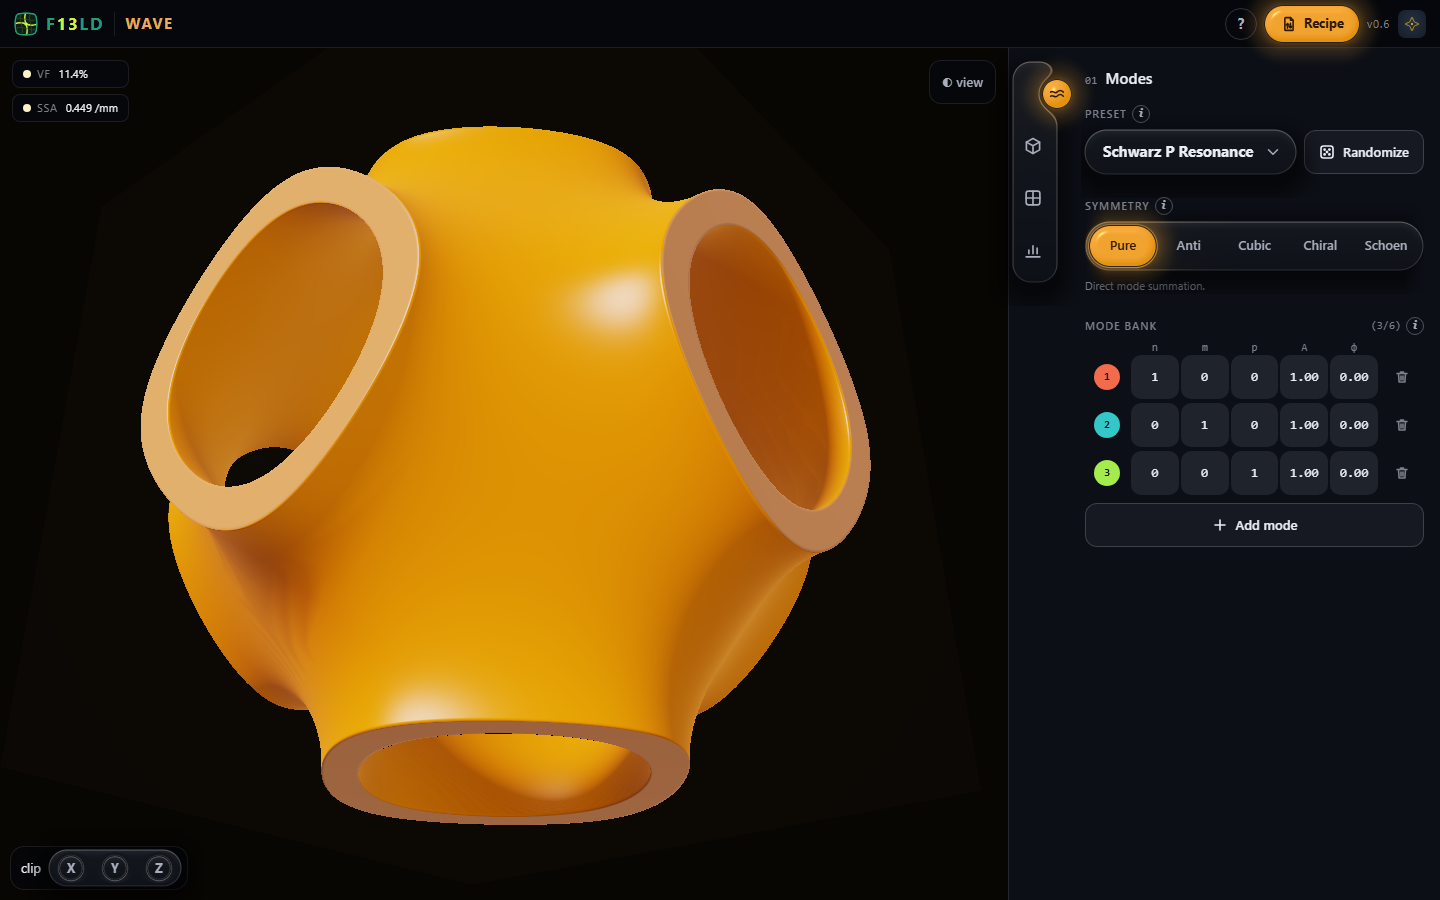 F13LD WAVE
? Recipe v0.6
VF 11.4%
SSA 0.449 /mm
view
01 Modes
PRESET i
Schwarz P Resonance
Randomize
SYMMETRY i
Pure Anti Cubic Chiral Schoen
Direct mode summation.
MODE BANK (3/6) i
n m p A ϕ
1 1 0 0 1.00 0.00
2 0 1 0 1.00 0.00
3 0 0 1 1.00 0.00
+ Add mode
clip X Y Z